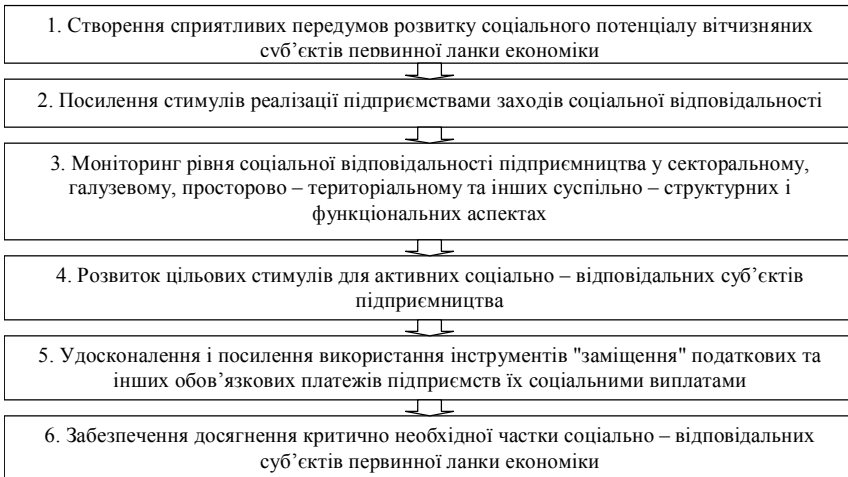 1. Створення сприятливих передумов розвитку соціального потенціалу вітчизняних
суб’єктів первинної ланки економіки
2. Посилення стимулів реалізації підприємствами заходів соціальної відповідальності
3. Моніторинг рівня соціальної відповідальності підприємництва у секторальному,
галузевому, просторово – територіальному та інших суспільно – структурних і
функціональних аспектах
4. Розвиток цільових стимулів для активних соціально – відповідальних суб’єктів
підприємництва
5. Удосконалення і посилення використання інструментів "заміщення" податкових та
інших обов’язкових платежів підприємств їх соціальними виплатами
6. Забезпечення досягнення критично необхідної частки соціально – відповідальних
суб’єктів первинної ланки економіки